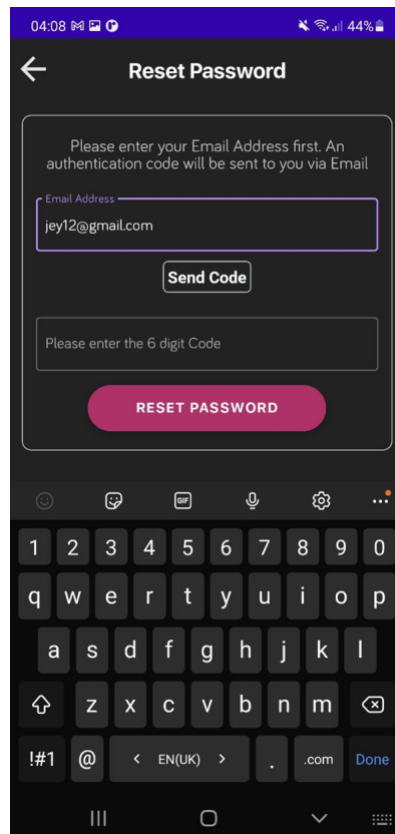 04:08 44%
Reset Password
Please enter your Email Address first. An
authentication code will be sent to you via Email
Email Address
jey12@gmail.com
Send Code
Please enter the 6 digit Code
RESET PASSWORD
GIF
1 2 3 4 5 6 7 8 9 0
q w e r t y u i o p
a s d f g h j k l
z x c v b n m
!#1 @ < EN(UK) > . .com Done